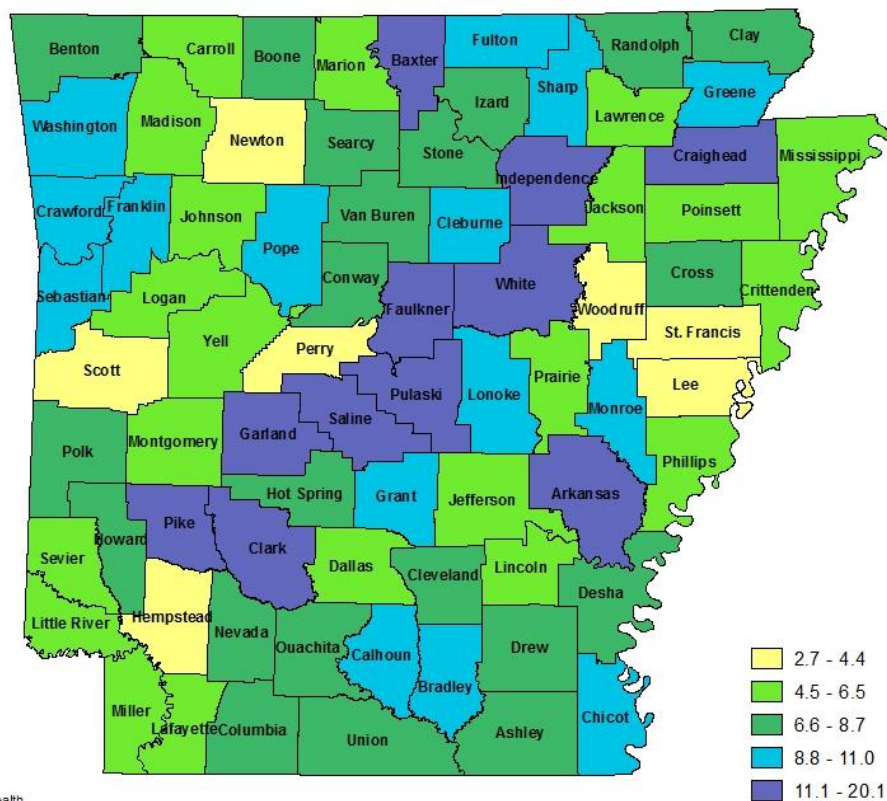 Benton
Carroll
Boone
Marion
Baxter
Fulton
Sharp
Randolph
Clay
Greene
Izard
Lawrence
Washington
Madison
Newton
Searcy
Stone
Independence
Craighead
Mississippi
Crawford
Franklin
Johnson
Pope
Van Buren
Cleburne
Jackson
Poinsett
Sebastian
Logan
Conway
Faulkner
White
Woodruff
Cross
Crittenden
Scott
Yell
Perry
Pulaski
Lonoke
Prairie
Monroe
St. Francis
Lee
Polk
Montgomery
Garland
Saline
Hot Spring
Grant
Jefferson
Arkansas
Phillips
Howard
Pike
Clark
Sevier
Dallas
Cleveland
Lincoln
Desha
Little River
Hempstead
Nevada
Ouachita
Calhoun
Bradley
Drew
Chicot
Miller
Lafayette
Columbia
Union
Ashley
2.7 - 4.4
4.5 - 6.5
6.6 - 8.7
8.8 - 11.0
11.1 - 20.1